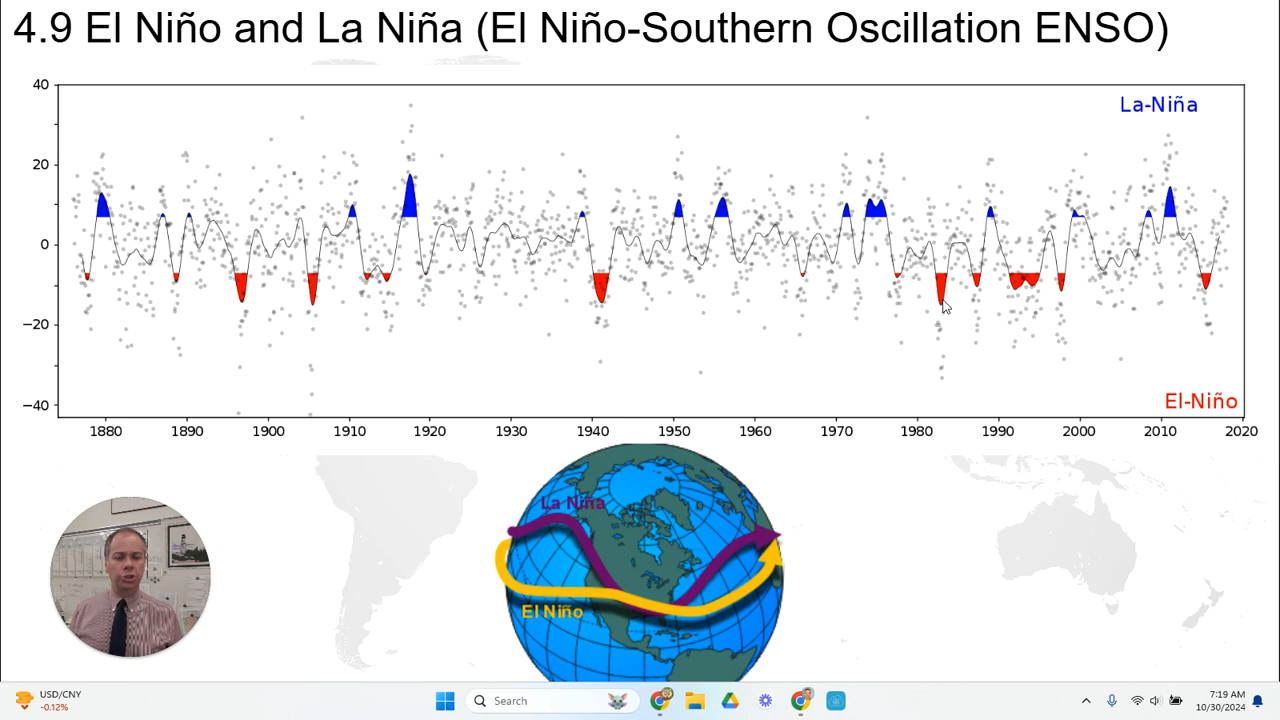 4.9 El Niño and La Niña (El Niño-Southern Oscillation ENSO)
40
20
0
−20
−40
La-Niña
El-Niño
1880 1890 1900 1910 1920 1930 1940 1950 1960 1970 1980 1990 2000 2010 2020
La Niña
El Niño
USD/CNY
-0.12%
Search
7:19 AM
10/30/2024